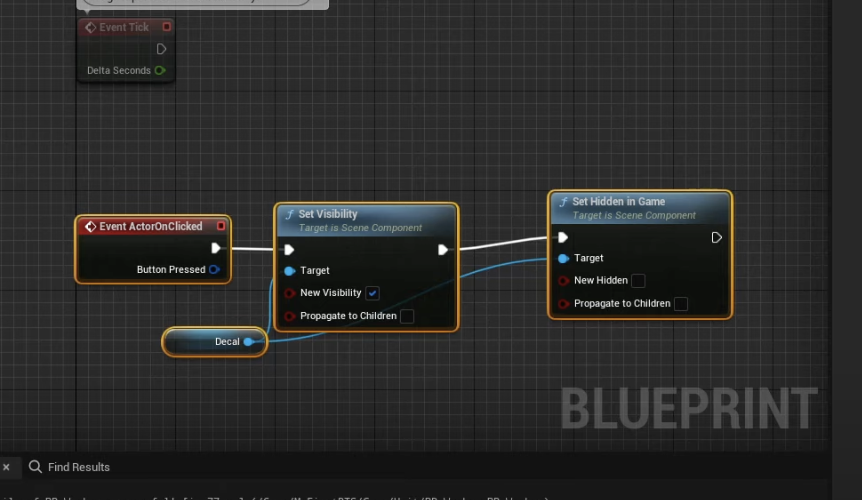 Event Tick
Delta Seconds
Event ActorOnClicked
Button Pressed
Set Visibility
Target is Scene Component
Target
New Visibility
Propagate to Children
Decal
Set Hidden in Game
Target is Scene Component
Target
New Hidden
Propagate to Children
BLUEPRINT
Find Results